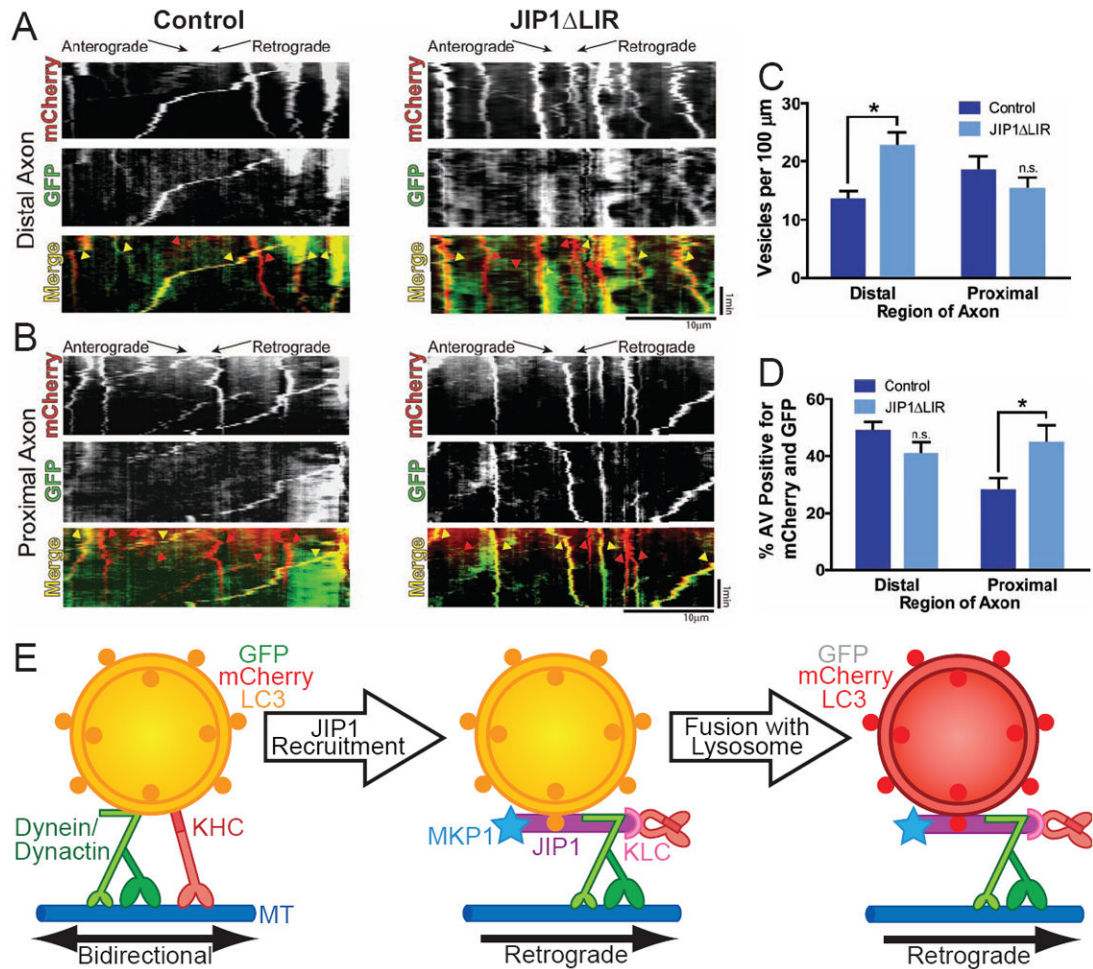 Control
JIP1ΔLIR
A
Anterograde
Retrograde
Anterograde
Retrograde
Distal Axon
mCherry
GFP
Merge
1min
10μm
B
Anterograde
Retrograde
Anterograde
Retrograde
Proximal Axon
mCherry
GFP
Merge
1min
10μm
C
Vesicles per 100 μm
30
20
10
0
Control
JIP1ΔLIR
*
n.s.
Distal
Proximal
Region of Axon
D
% AV Positive for
mCherry and GFP
60
40
20
0
Control
JIP1ΔLIR
n.s.
*
Distal
Proximal
Region of Axon
E
GFP
mCherry
LC3
JIP1
Recruitment
Fusion with
Lysosome
GFP
mCherry
LC3
Dynein/
Dynactin
KHC
MT
Bidirectional
MKP1
JIP1
KLC
Retrograde
Retrograde